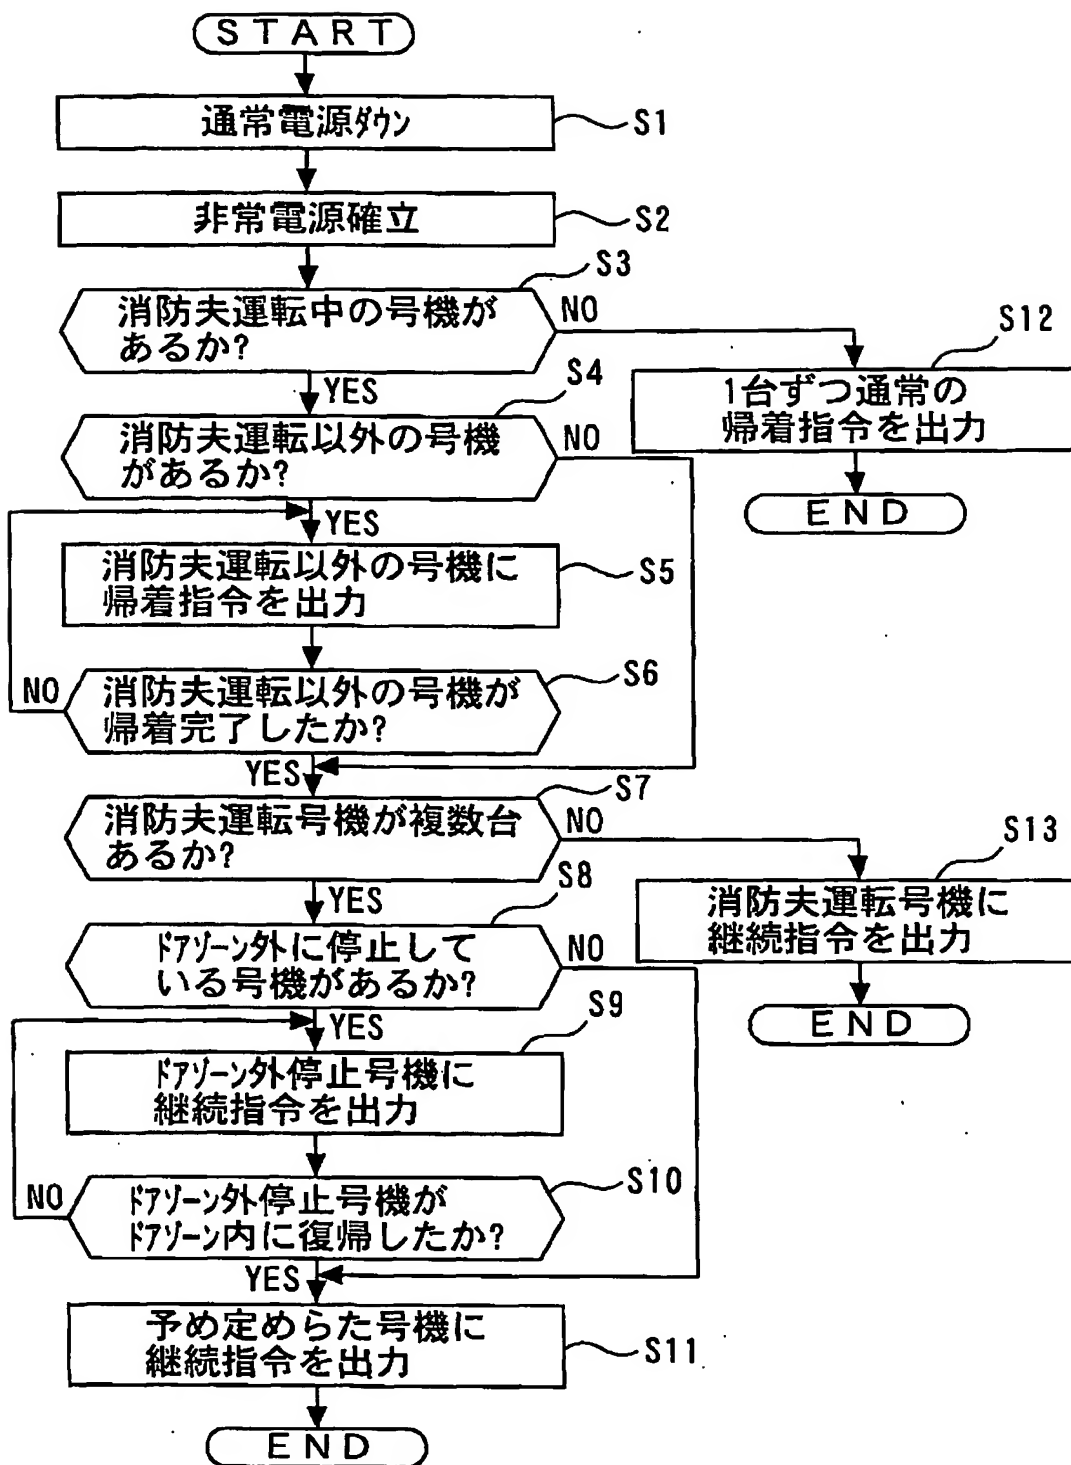 START
通常電源ダウン
S1
非常電源確立
S2
S3
消防夫運転中の号機が
あるか?
NO
YES
S12
1台ずつ通常の
帰着指令を出力
END
S4
消防夫運転以外の号機
があるか?
NO
YES
消防夫運転以外の号機に
帰着指令を出力
S5
消防夫運転以外の号機が
帰着完了したか?
S6
NO
YES
S7
消防夫運転号機が複数台
あるか?
NO
YES
S13
消防夫運転号機に
継続指令を出力
END
S8
ドアゾーン外に停止して
いる号機があるか?
NO
YES
S9
ドアゾーン外停止号機に
継続指令を出力
ドアゾーン外停止号機が
ドアゾーン内に復帰したか?
S10
NO
YES
予め定めらた号機に
継続指令を出力
S11
END